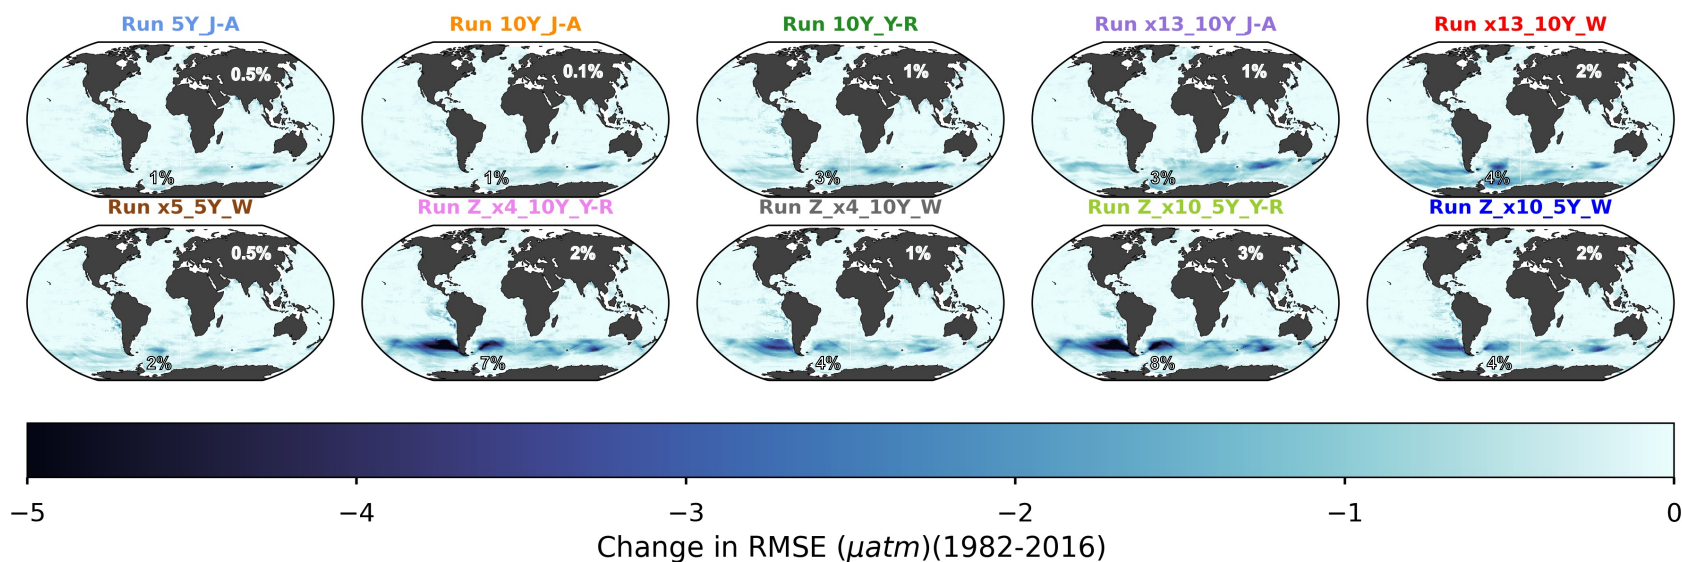 Run 5Y_J-A Run 10Y_J-A Run 10Y_Y-R Run x13_10Y_J-A Run x13_10Y_W
0.5% 0.1% 1% 1% 2%
1% 1% 3% 3% 4%
Run x5_5Y_W Run Z_x4_10Y_Y-R Run Z_x4_10Y_W Run Z_x10_5Y_Y-R Run Z_x10_5Y_W
0.5% 2% 1% 3% 2%
2% 7% 4% 8% 4%
−5 −4 −3 −2 −1 0
Change in RMSE (μatm)(1982-2016)